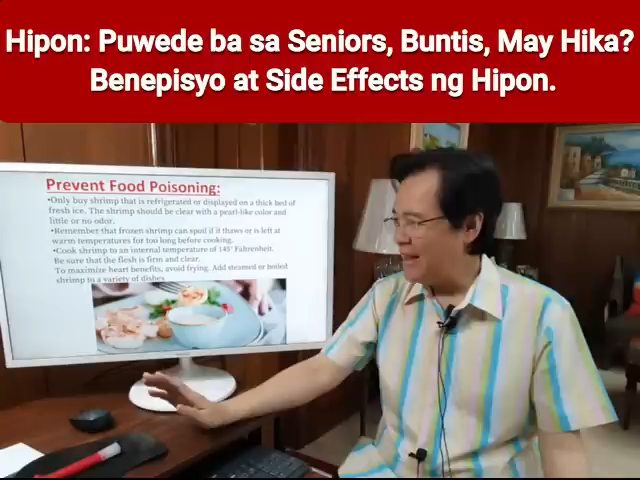 Hipon: Puwede ba sa Seniors, Buntis, May Hika?
Benepisyo at Side Effects ng Hipon.
Prevent Food Poisoning:
•Only buy shrimp that is refrigerated or displayed on a thick bed of
fresh ice. The shrimp should be clear with a pearl-like color and
little or no odor.
•Remember that frozen shrimp can spoil if it thaws or is left at
warm temperatures for too long before cooking.
•Cook shrimp to an internal temperature of 145° Fahrenheit.
Be sure that the flesh is firm and clear.
To maximize heart benefits, avoid frying. Add steamed or boiled
shrimp to a variety of dishes